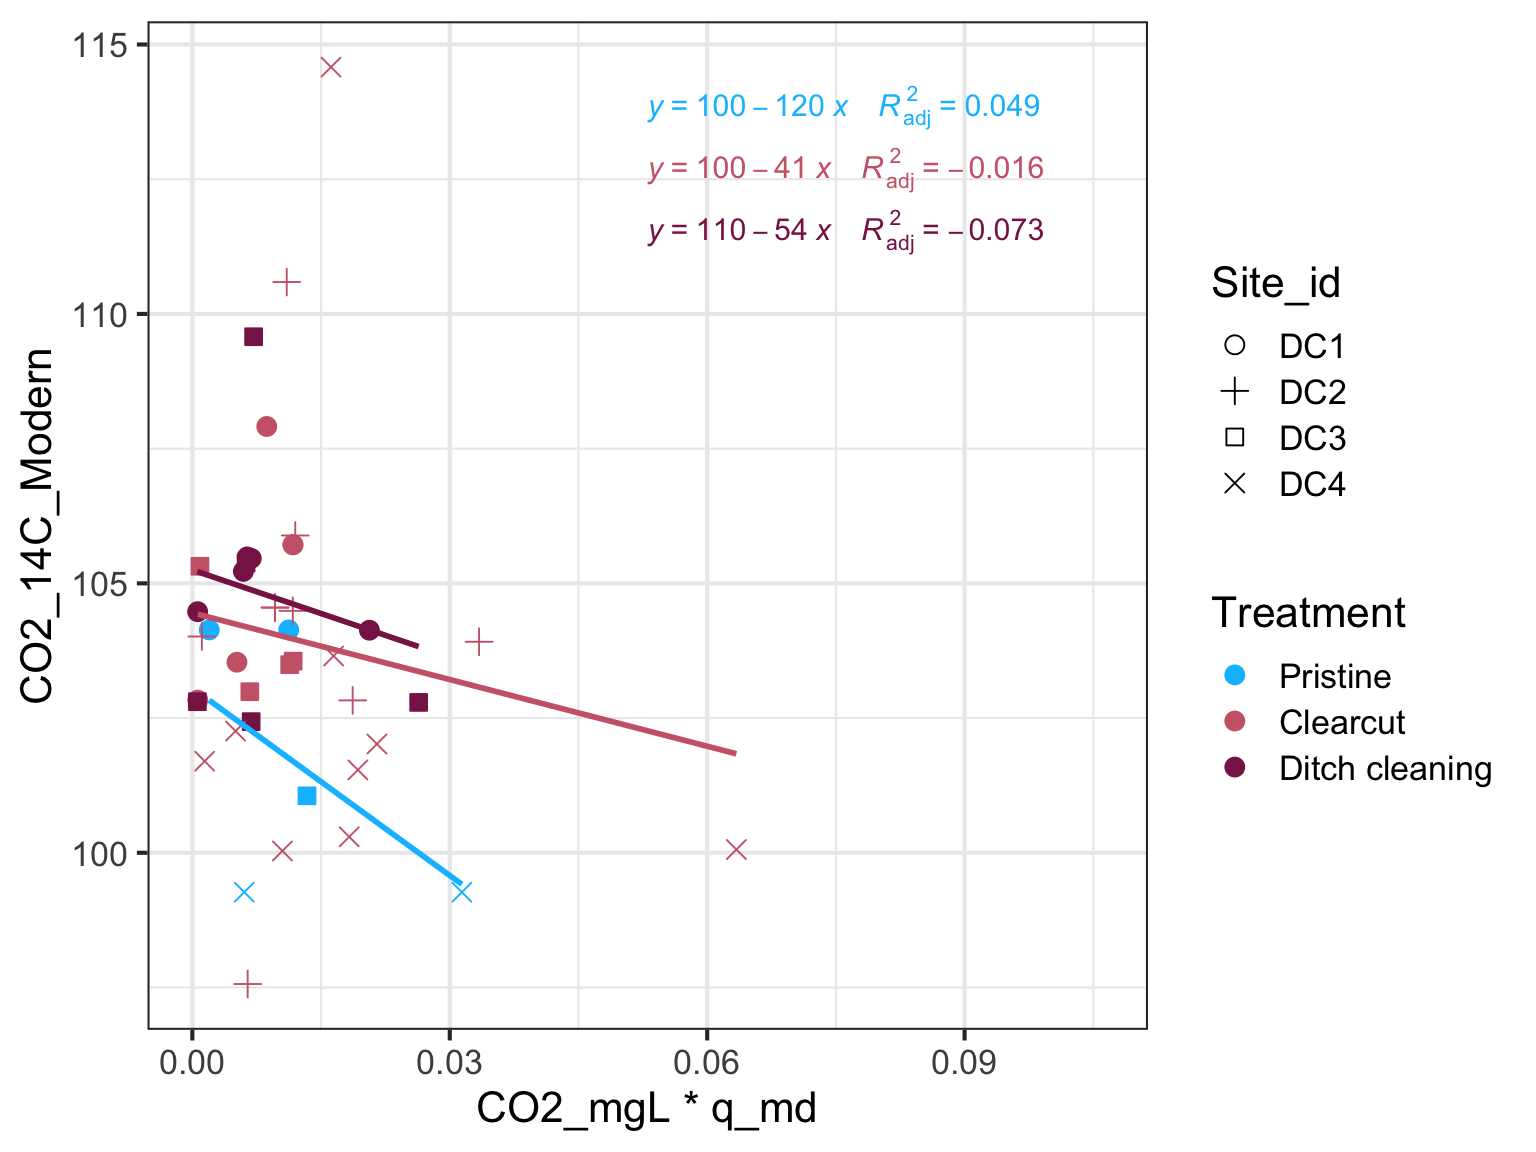 115
110
105
100
CO2_14C_Modern
y = 100 – 120 x R²adj = 0.049
y = 100 – 41 x R²adj = – 0.016
y = 110 – 54 x R²adj = – 0.073
0.00 0.03 0.06 0.09
CO2_mgL * q_md
Site_id
DC1
DC2
DC3
DC4
Treatment
Pristine
Clearcut
Ditch cleaning